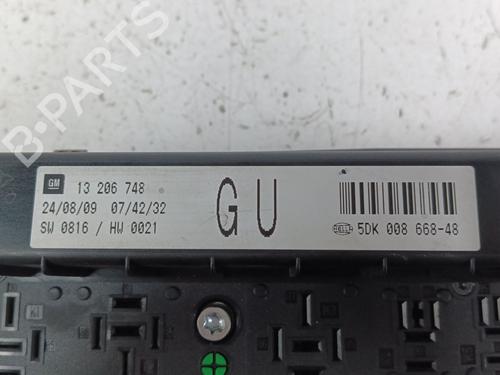 B-PARTS
GM 13 206 748
24/08/09 07/42/32
SW 0816 / HW 0021
GU
HELLA 5DK 008 668-48